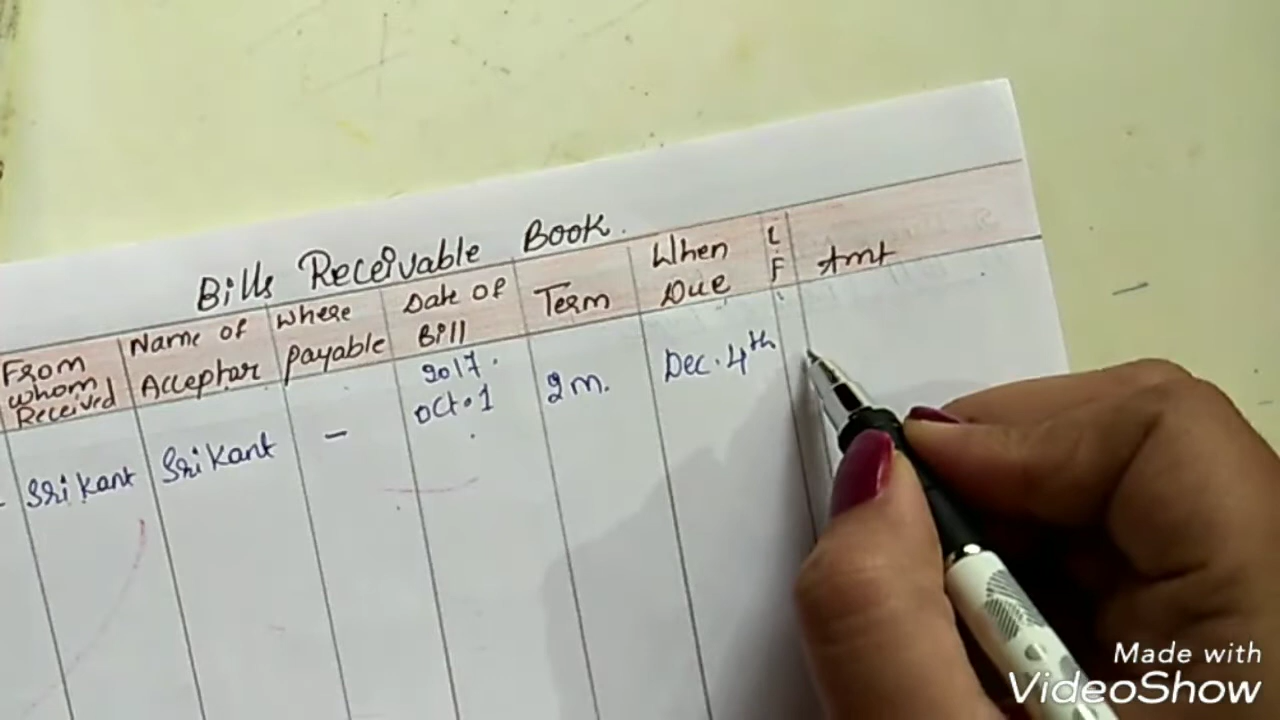 Bills Receivable Book.
From whom Received
Name of Acceptar
Where payable
Date of Bill
Term
When Due
L.F.
Amt
Srikant
Srikant
-
2017.
Oct.1
2m.
Dec.4th
Made with
VideoShow